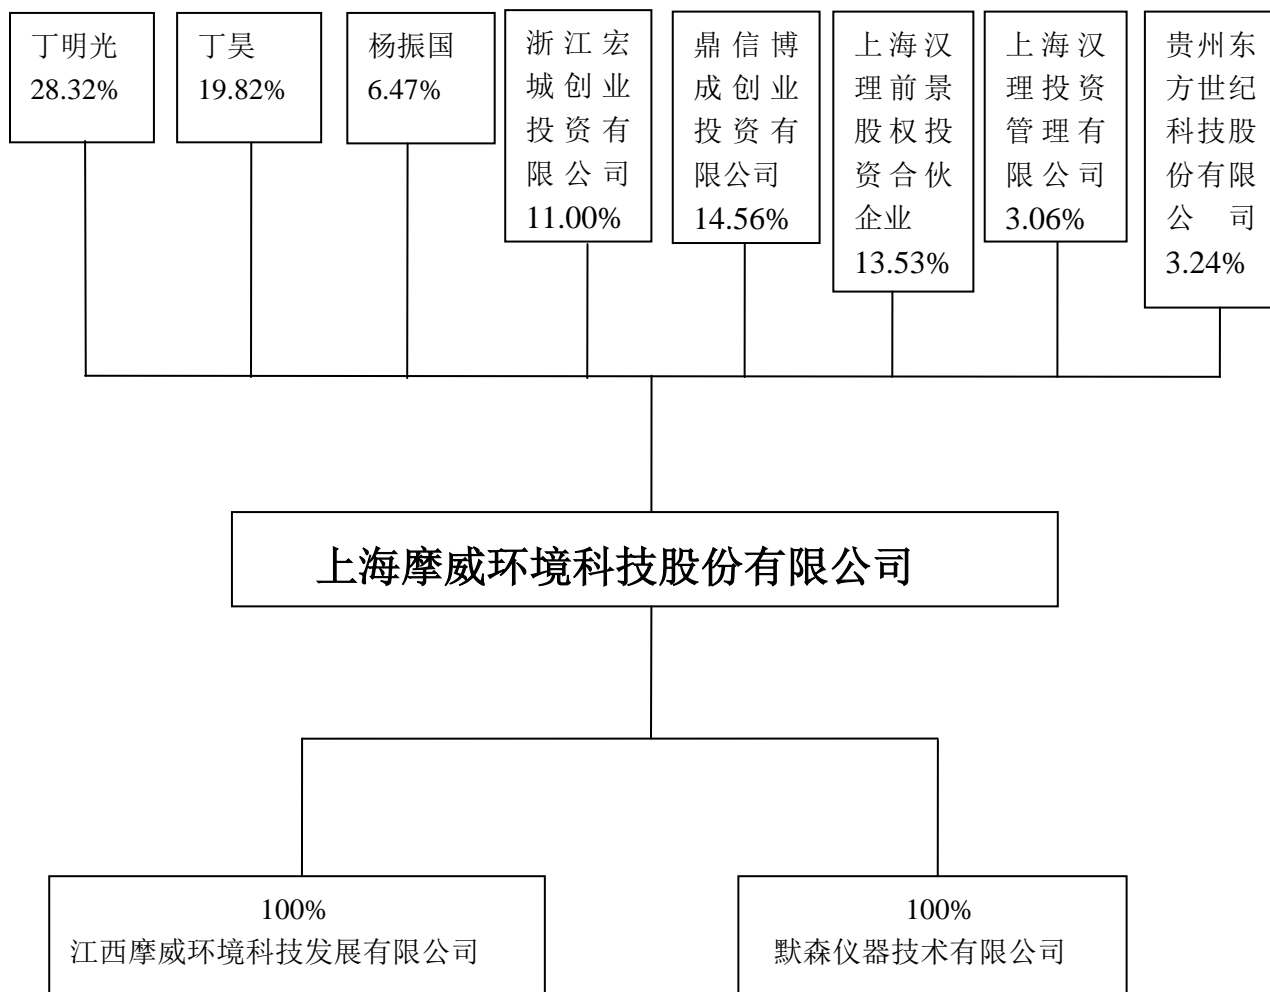 丁明光
28.32%
丁昊
19.82%
杨振国
6.47%
浙江宏
城创业
投资有
限公司
11.00%
鼎信博
成创业
投资有
限公司
14.56%
上海汉
理前景
股权投
资合伙
企业
13.53%
上海汉
理投资
管理有
限公司
3.06%
贵州东
方世纪
科技股
份有限
公司
3.24%
上海摩威环境科技股份有限公司
100%
江西摩威环境科技发展有限公司
100%
默森仪器技术有限公司